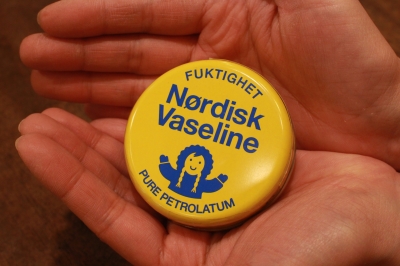 FUKTIGHET
Nørdisk
Vaseline
PURE PETROLATUM